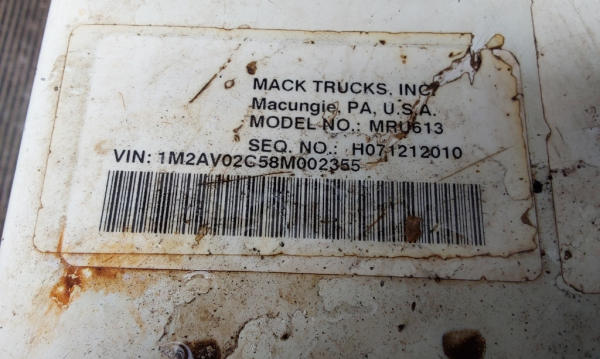 MACK TRUCKS, INC.
Macungie, PA, U.S.A.
MODEL NO.: MRU613
SEQ. NO.: H071212010
VIN: 1M2AV02C58M002355